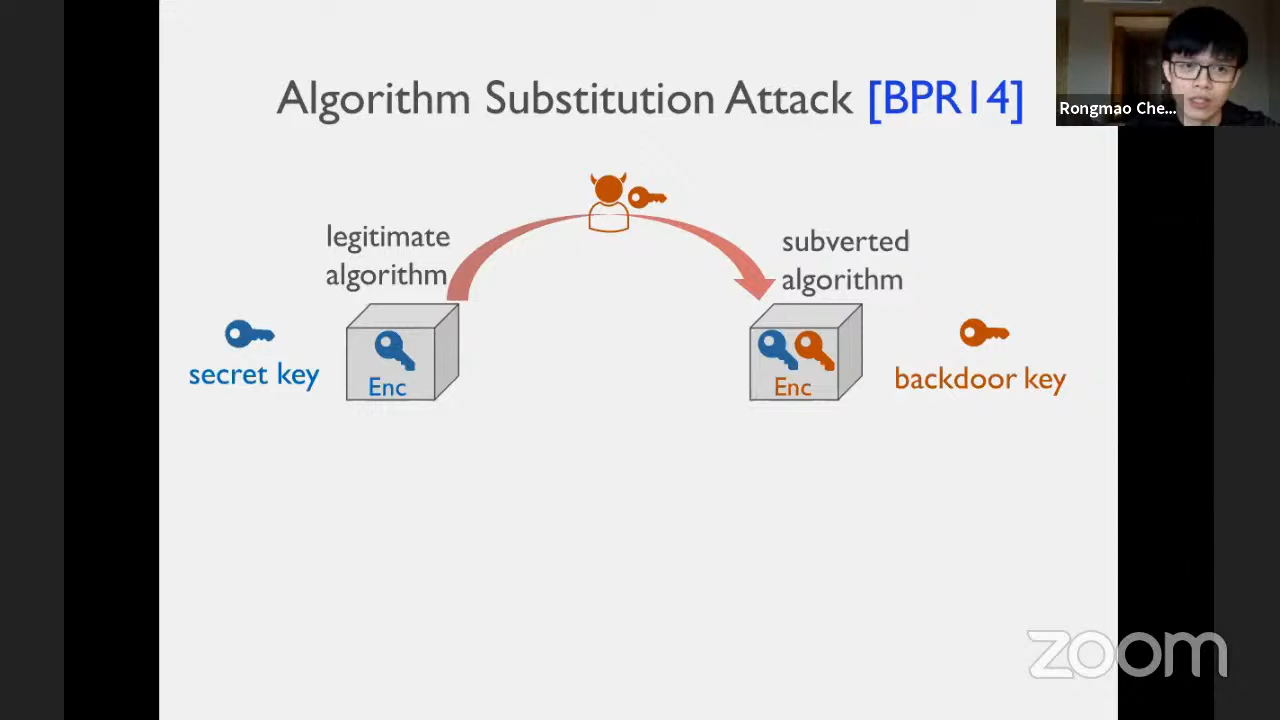 Algorithm Substitution Attack [BPR14]
Rongmao Che...
legitimate
algorithm
subverted
algorithm
secret key
Enc
Enc
backdoor key
zoom